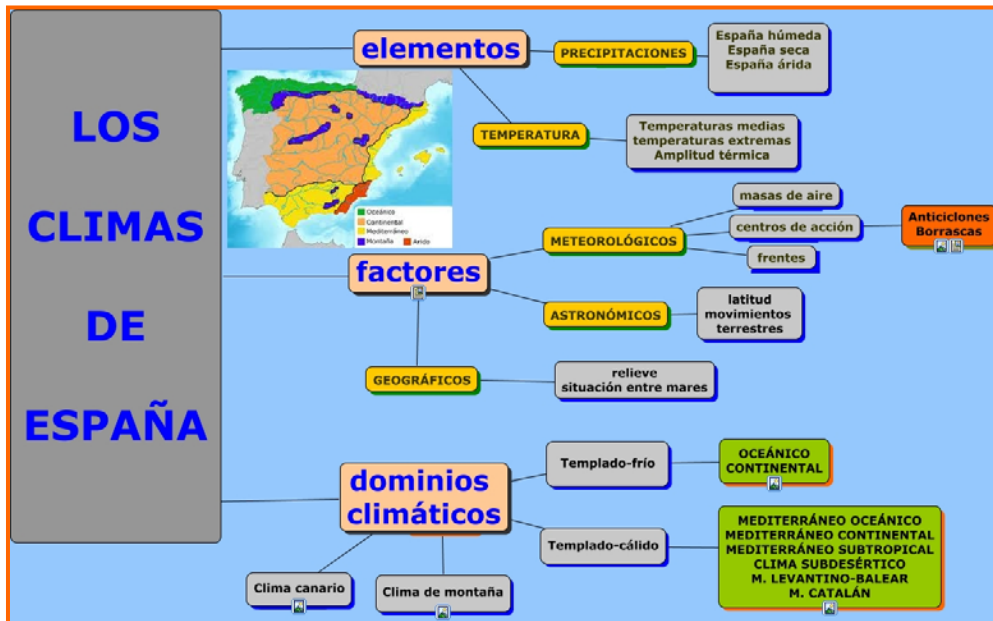 LOS
CLIMAS
DE
ESPAÑA
elementos
PRECIPITACIONES
España húmeda
España seca
España árida
TEMPERATURA
Temperaturas medias
temperaturas extremas
Amplitud térmica
Oceánico
Continental
Mediterráneo
Montaña
Arido
factores
METEOROLÓGICOS
masas de aire
centros de acción
frentes
Anticiclones
Borrascas
ASTRONÓMICOS
latitud
movimientos
terrestres
GEOGRÁFICOS
relieve
situación entre mares
dominios
climáticos
Templado-frío
OCEÁNICO
CONTINENTAL
Templado-cálido
MEDITERRÁNEO OCEÁNICO
MEDITERRÁNEO CONTINENTAL
MEDITERRÁNEO SUBTROPICAL
CLIMA SUBDESÉRTICO
M. LEVANTINO-BALEAR
M. CATALÁN
Clima canario
Clima de montaña